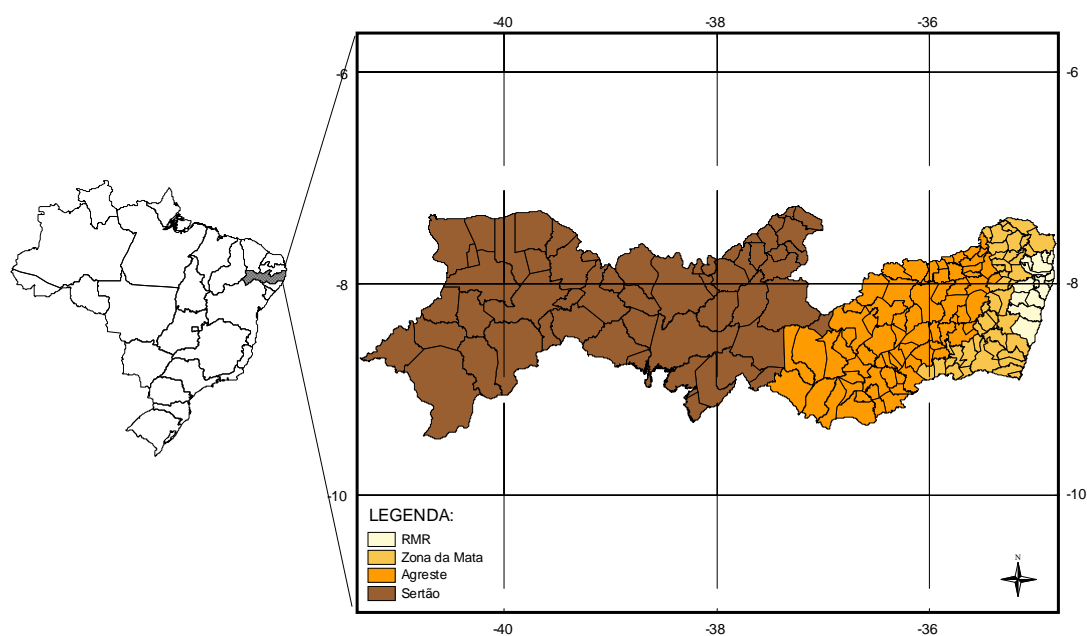 -40 -38 -36
-6 -6
-8 -8
-10 -10
LEGENDA:
RMR
Zona da Mata
Agreste
Sertão
N
-40 -38 -36